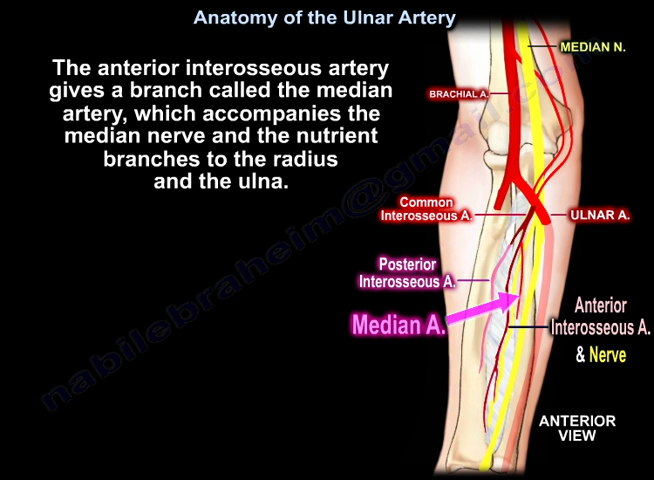 Anatomy of the Ulnar Artery
The anterior interosseous artery
gives a branch called the median
artery, which accompanies the
median nerve and the nutrient
branches to the radius
and the ulna.
MEDIAN N.
BRACHIAL A.
Common
Interosseous A.
ULNAR A.
Posterior
Interosseous A.
Median A.
Anterior
Interosseous A.
& Nerve
ANTERIOR
VIEW
nabilebraheim@gmail.com